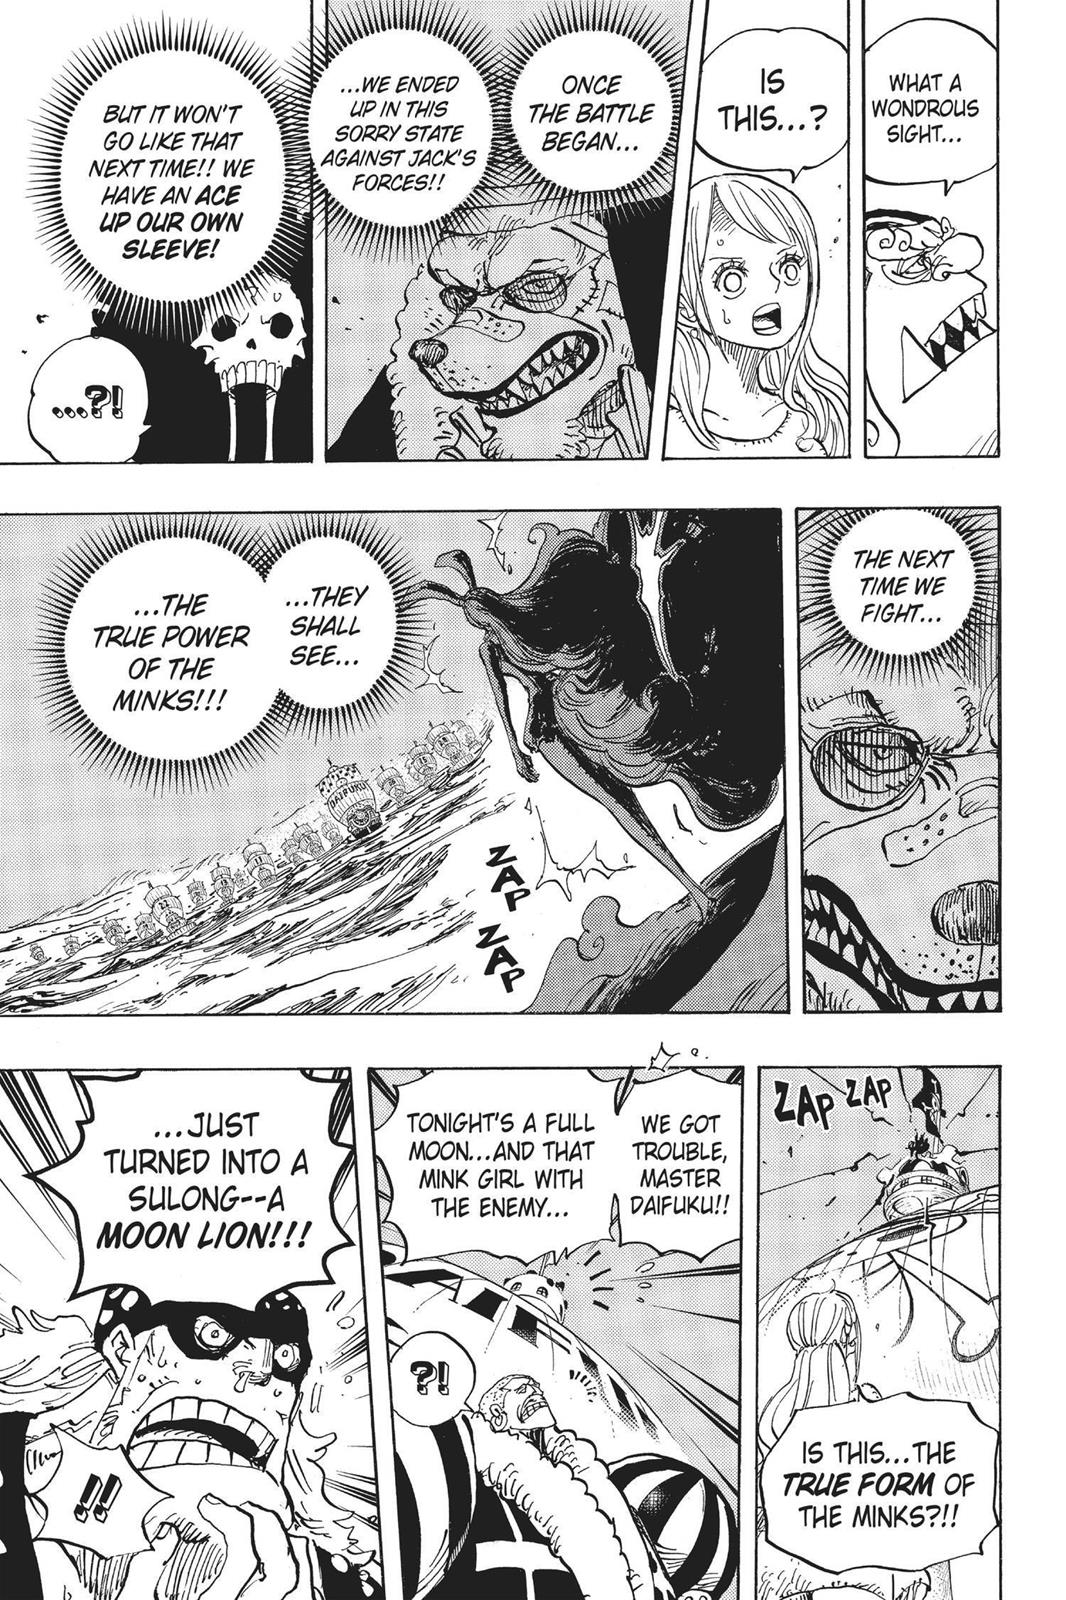 WHAT A
WONDROUS
SIGHT...
IS
THIS...?
ONCE
THE BATTLE
BEGAN...
...WE ENDED
UP IN THIS
SORRY STATE
AGAINST JACK'S
FORCES!!
BUT IT WON'T
GO LIKE THAT
NEXT TIME!! WE
HAVE AN ACE
UP OUR OWN
SLEEVE!
...?!
THE NEXT
TIME WE
FIGHT...
...THEY
SHALL
SEE...
...THE
TRUE POWER
OF THE
MINKS!!!
DAIFUKU
ZAP
ZAP
ZAP ZAP
IS THIS...THE
TRUE FORM OF
THE MINKS?!!
WE GOT
TROUBLE,
MASTER
DAIFUKU!!
TONIGHT'S A FULL
MOON...AND THAT
MINK GIRL WITH
THE ENEMY...
?!
...JUST
TURNED INTO A
SULONG--A
MOON LION!!!
!!